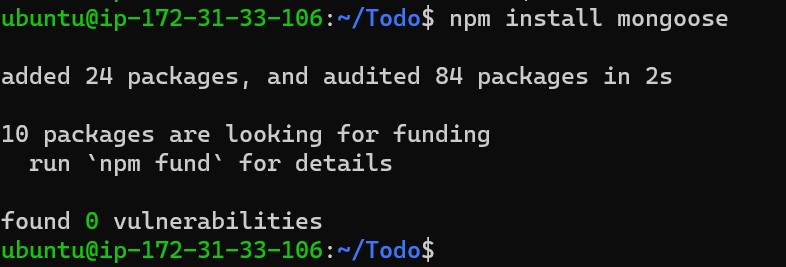 ubuntu@ip-172-31-33-106:~/Todo$ npm install mongoose
added 24 packages, and audited 84 packages in 2s
10 packages are looking for funding
run `npm fund` for details
found 0 vulnerabilities
ubuntu@ip-172-31-33-106:~/Todo$